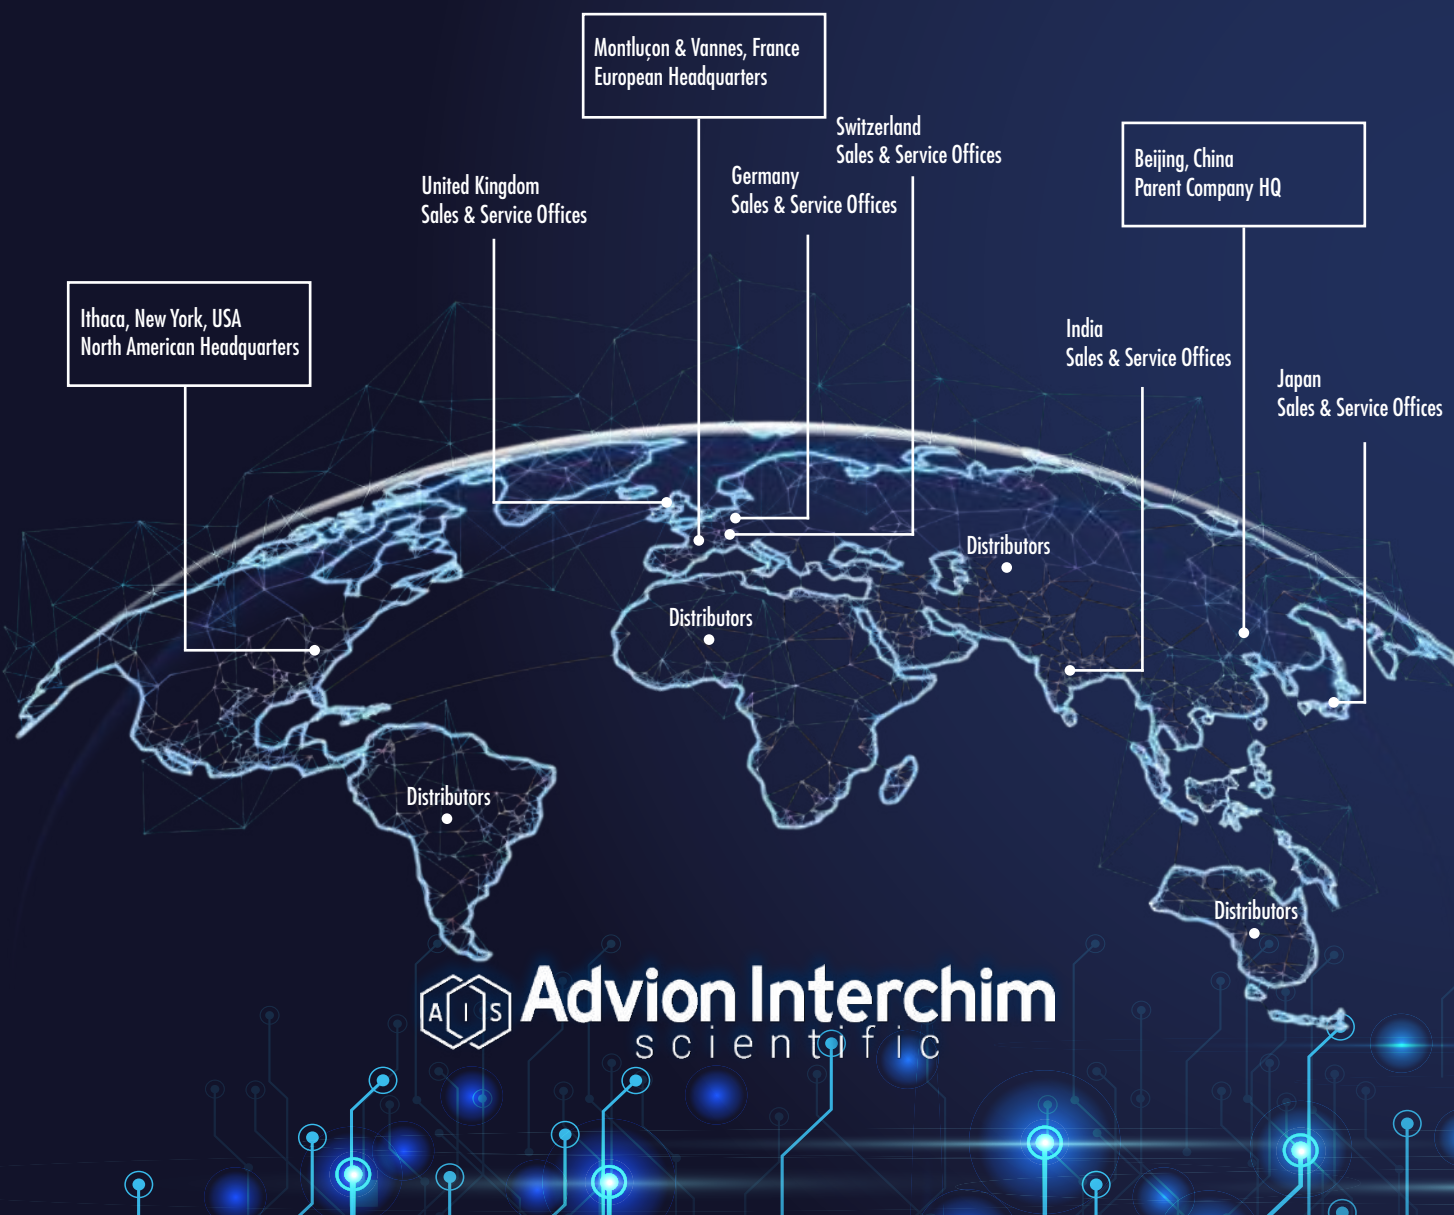 Montluçon & Vannes, France
European Headquarters
Switzerland
Sales & Service Offices
Germany
Sales & Service Offices
United Kingdom
Sales & Service Offices
Beijing, China
Parent Company HQ
Ithaca, New York, USA
North American Headquarters
India
Sales & Service Offices
Japan
Sales & Service Offices
Distributors
Distributors
Distributors
Distributors
AIS
Advion Interchim
scientific